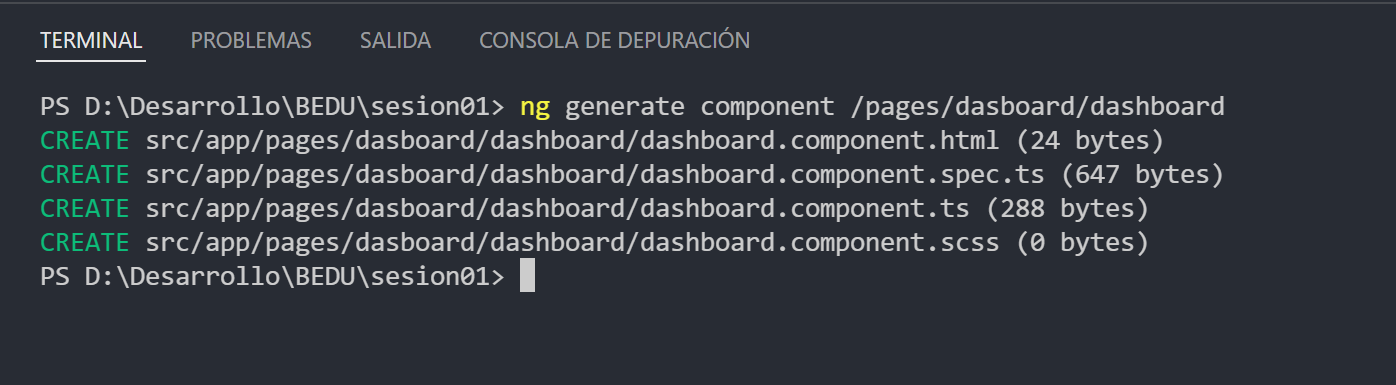 TERMINAL PROBLEMAS SALIDA CONSOLA DE DEPURACIÓN
PS D:\Desarrollo\BEDU\sesion01> ng generate component /pages/dasboard/dashboard
CREATE src/app/pages/dasboard/dashboard/dashboard.component.html (24 bytes)
CREATE src/app/pages/dasboard/dashboard/dashboard.component.spec.ts (647 bytes)
CREATE src/app/pages/dasboard/dashboard/dashboard.component.ts (288 bytes)
CREATE src/app/pages/dasboard/dashboard/dashboard.component.scss (0 bytes)
PS D:\Desarrollo\BEDU\sesion01>